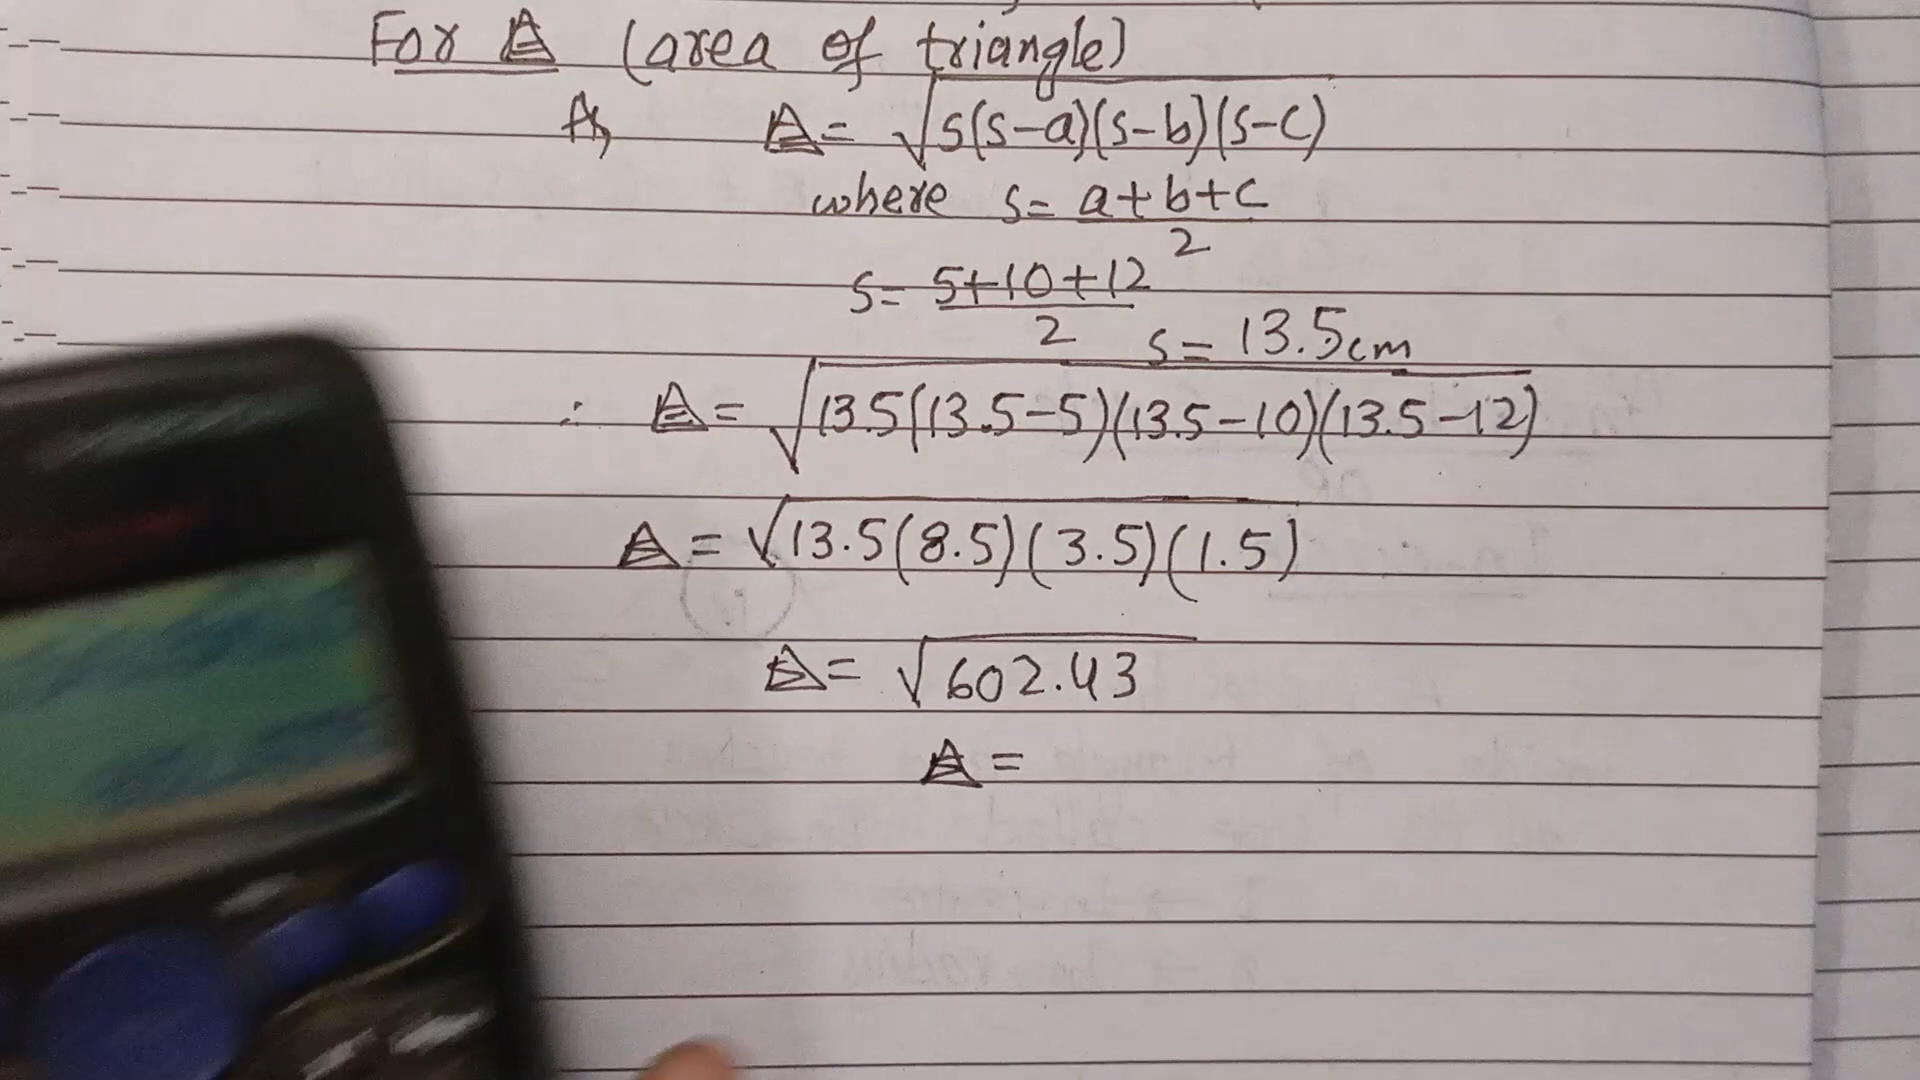 For Δ (area of triangle)
As, Δ = √s(s-a)(s-b)(s-c)
where s = a+b+c
2
s = 5+10+12
2
s = 13.5cm
∴ Δ = √13.5(13.5-5)(13.5-10)(13.5-12)
Δ = √13.5(8.5)(3.5)(1.5)
Δ = √602.43
Δ =